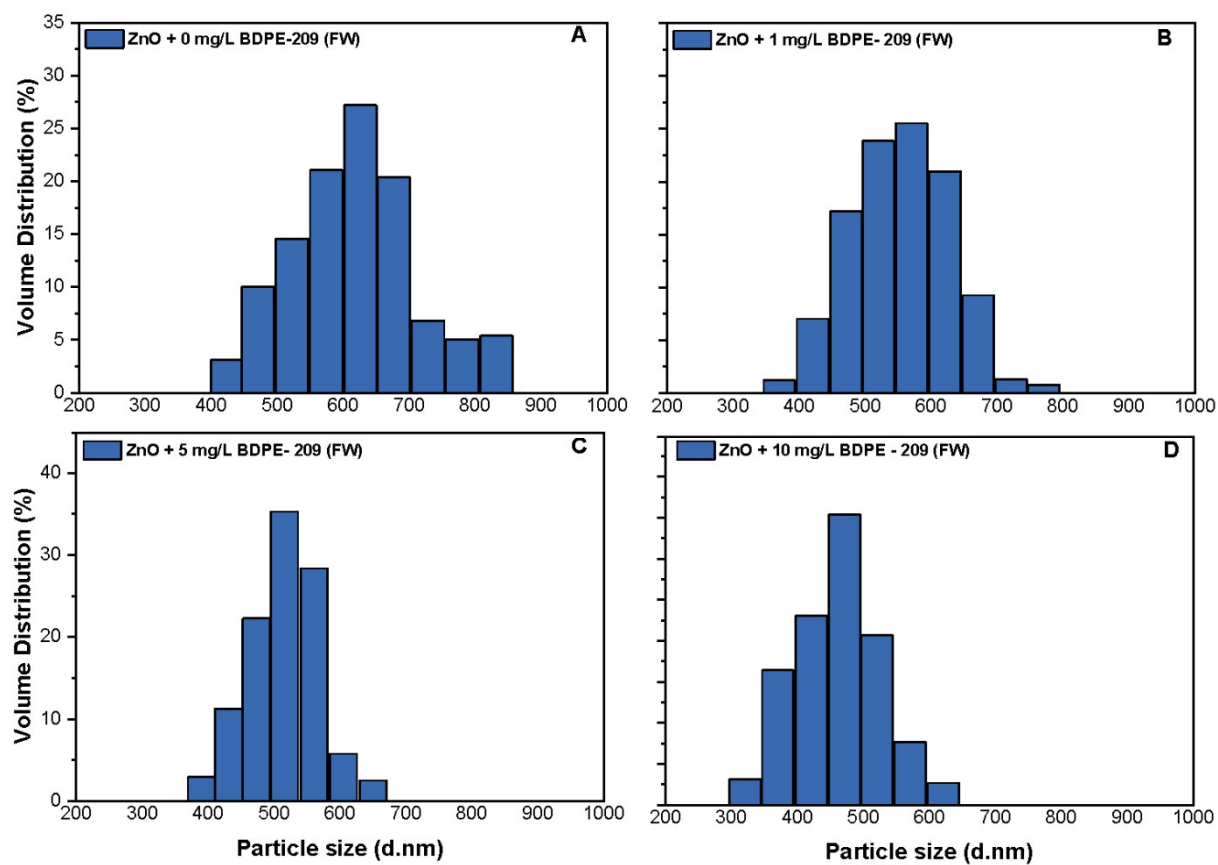 ZnO + 0 mg/L BDPE-209 (FW)
A
35
30
25
20
15
10
5
0
Volume Distribution (%)
200 300 400 500 600 700 800 900 1000
ZnO + 1 mg/L BDPE- 209 (FW)
B
200 300 400 500 600 700 800 900 1000
ZnO + 5 mg/L BDPE- 209 (FW)
C
40
30
20
10
0
Volume Distribution (%)
200 300 400 500 600 700 800 900 1000
Particle size (d.nm)
ZnO + 10 mg/L BDPE - 209 (FW)
D
200 300 400 500 600 700 800 900 1000
Particle size (d.nm)